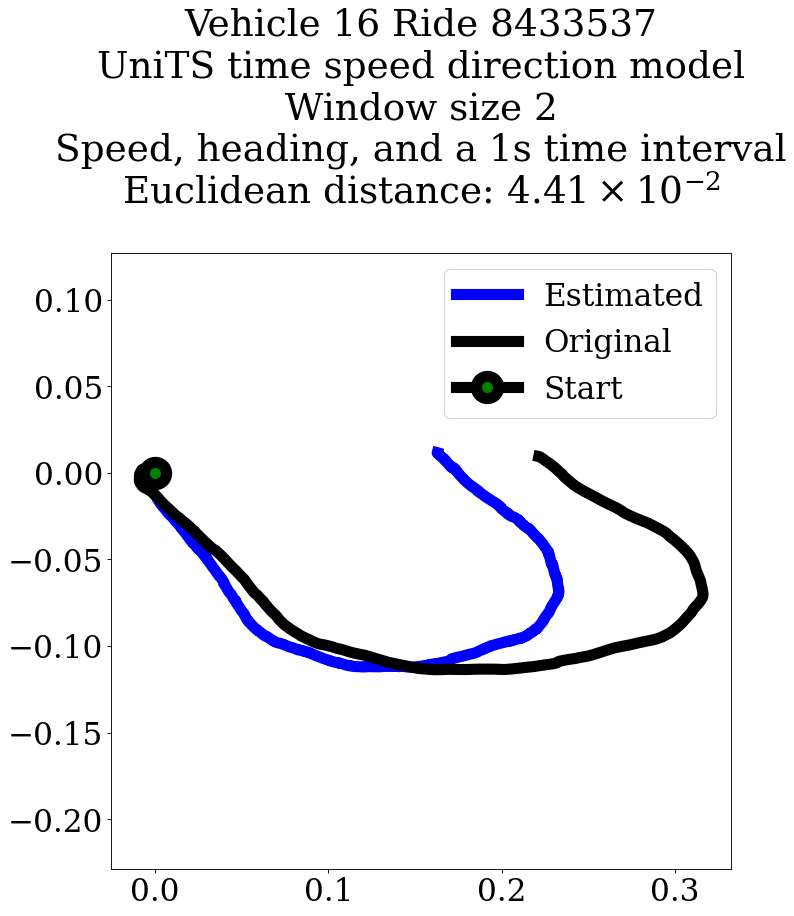 Vehicle 16 Ride 8433537
UniTS time speed direction model
Window size 2
Speed, heading, and a 1s time interval
Euclidean distance: 4.41 × 10⁻²
Estimated
Original
Start
0.10
0.05
0.00
−0.05
−0.10
−0.15
−0.20
0.0 0.1 0.2 0.3